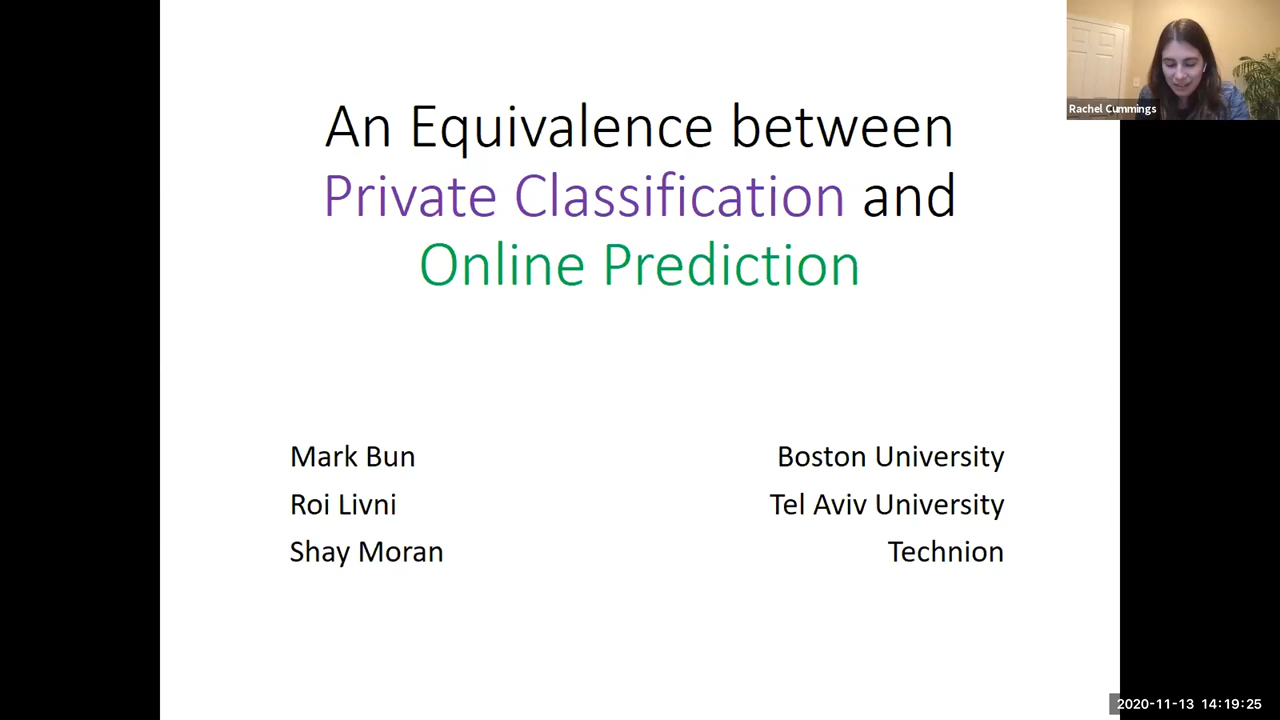 An Equivalence between
Private Classification and
Online Prediction
Mark Bun
Boston University
Roi Livni
Tel Aviv University
Shay Moran
Technion
Rachel Cummings
2020-11-13 14:19:25